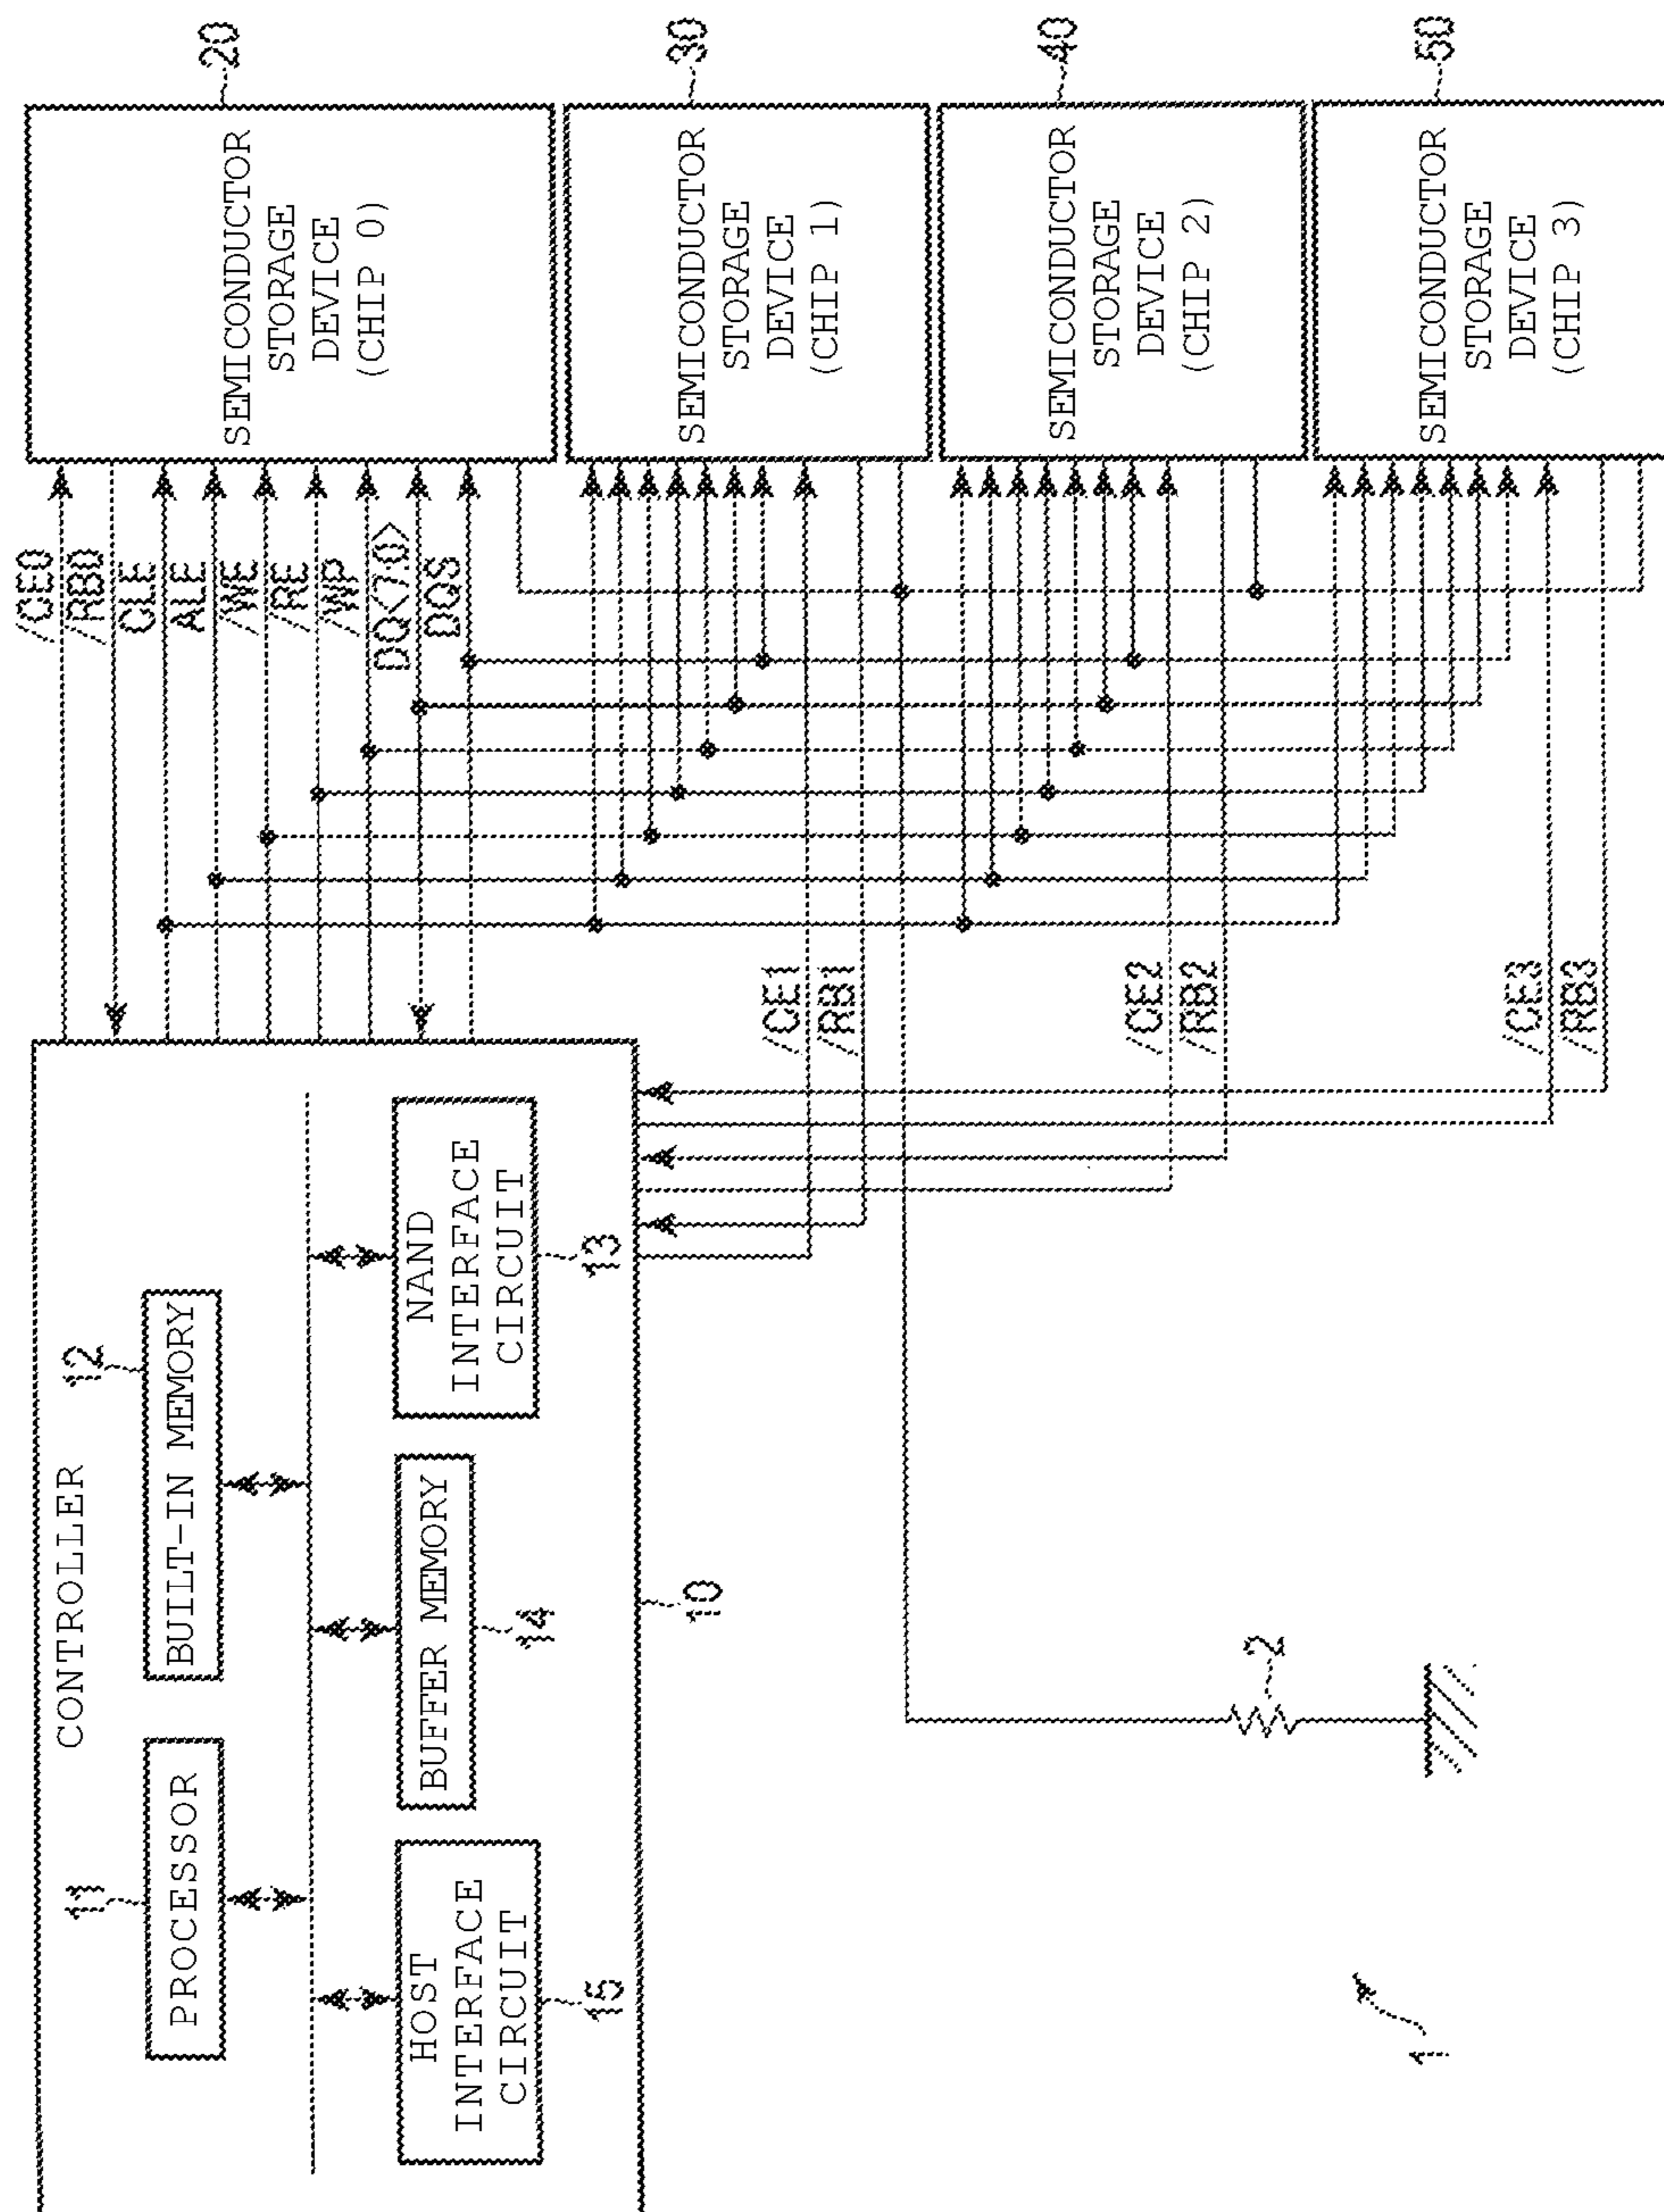 CONTROLLER
11
PROCESSOR
12
BUILT-IN MEMORY
HOST
INTERFACE
CIRCUIT
15
BUFFER MEMORY
14
NAND
INTERFACE
CIRCUIT
13
10
/CE0
/RB0
CLE
ALE
/WE
/RE
/WP
DQ<7:0>
DQS
/CE1
/RB1
/CE2
/RB2
/CE3
/RB3
SEMICONDUCTOR
STORAGE
DEVICE
(CHIP 0)
20
SEMICONDUCTOR
STORAGE
DEVICE
(CHIP 1)
30
SEMICONDUCTOR
STORAGE
DEVICE
(CHIP 2)
40
SEMICONDUCTOR
STORAGE
DEVICE
(CHIP 3)
50
2
1